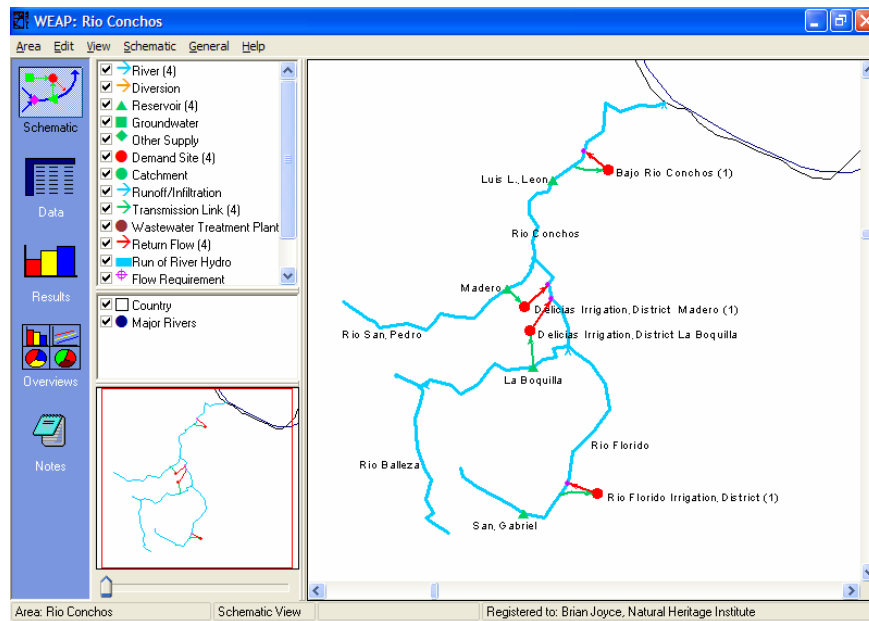 WEAP: Rio Conchos
Area Edit View Schematic General Help
Schematic
Data
Results
Overviews
Notes
River (4)
Diversion
Reservoir (4)
Groundwater
Other Supply
Demand Site (4)
Catchment
Runoff/Infiltration
Transmission Link (4)
Wastewater Treatment Plant
Return Flow (4)
Run of River Hydro
Flow Requirement
Country
Major Rivers
Luis L. Leon
Bajo Rio Conchos (1)
Rio Conchos
Madero
Delicias Irrigation District Madero (1)
Rio San Pedro
Delicias Irrigation District La Boquilla
La Boquilla
Rio Florido
Rio Balleza
Rio Florido Irrigation District (1)
San Gabriel
Area: Rio Conchos
Schematic View
Registered to: Brian Joyce, Natural Heritage Institute